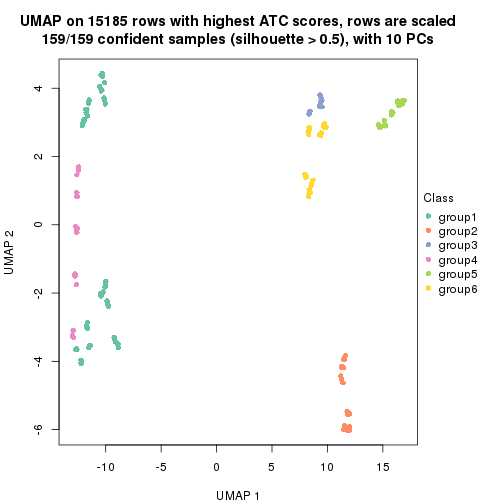 UMAP on 15185 rows with highest ATC scores, rows are scaled
159/159 confident samples (silhouette > 0.5), with 10 PCs
4
2
0
-2
-4
-6
UMAP 2
-10
-5
0
5
10
15
UMAP 1
Class
group1
group2
group3
group4
group5
group6